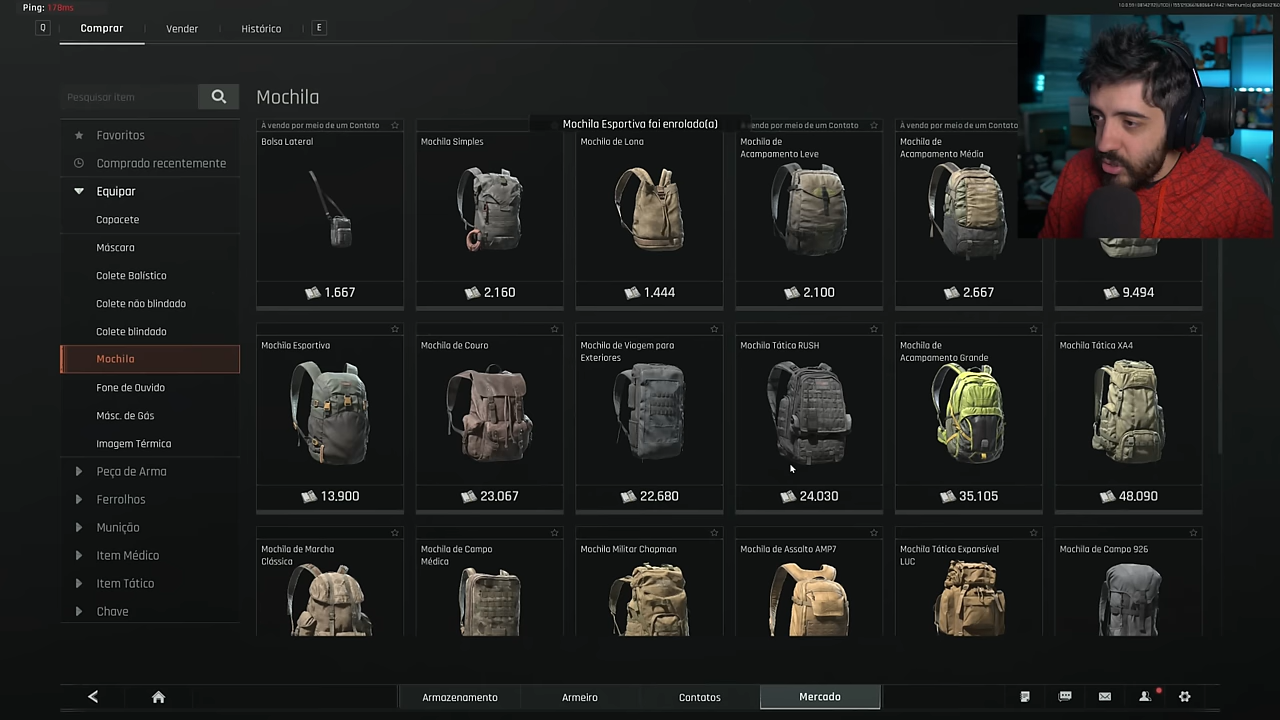 Ping: 178ms
Q
Comprar
Vender
Histórico
E
Pesquisar item
Mochila
Mochila Esportiva foi enrolado(a)
Favoritos
Comprado recentemente
Equipar
Capacete
Máscara
Colete Balístico
Colete não blindado
Colete blindado
Mochila
Fone de Ouvido
Másc. de Gás
Imagem Térmica
Peça de Arma
Ferrolhos
Munição
Item Médico
Item Tático
Chave
À venda por meio de um Contato
Bolsa Lateral
1.667
Mochila Simples
2.160
Mochila de Lona
1.444
venda por meio de um Contato
Mochila de
Acampamento Leve
2.100
À venda por meio de um Contato
Mochila de
Acampamento Média
2.667
9.494
Mochila Esportiva
13.900
Mochila de Couro
23.067
Mochila de Viagem para
Exteriores
22.680
Mochila Tática RUSH
24.030
Mochila de
Acampamento Grande
35.105
Mochila Tática XA4
48.090
Mochila de Marcha
Clássica
Mochila de Campo
Médica
Mochila Militar Chapman
Mochila de Assalto AMP7
Mochila Tática Expansível
LUC
Mochila de Campo 926
Armazenamento
Armeiro
Contatos
Mercado